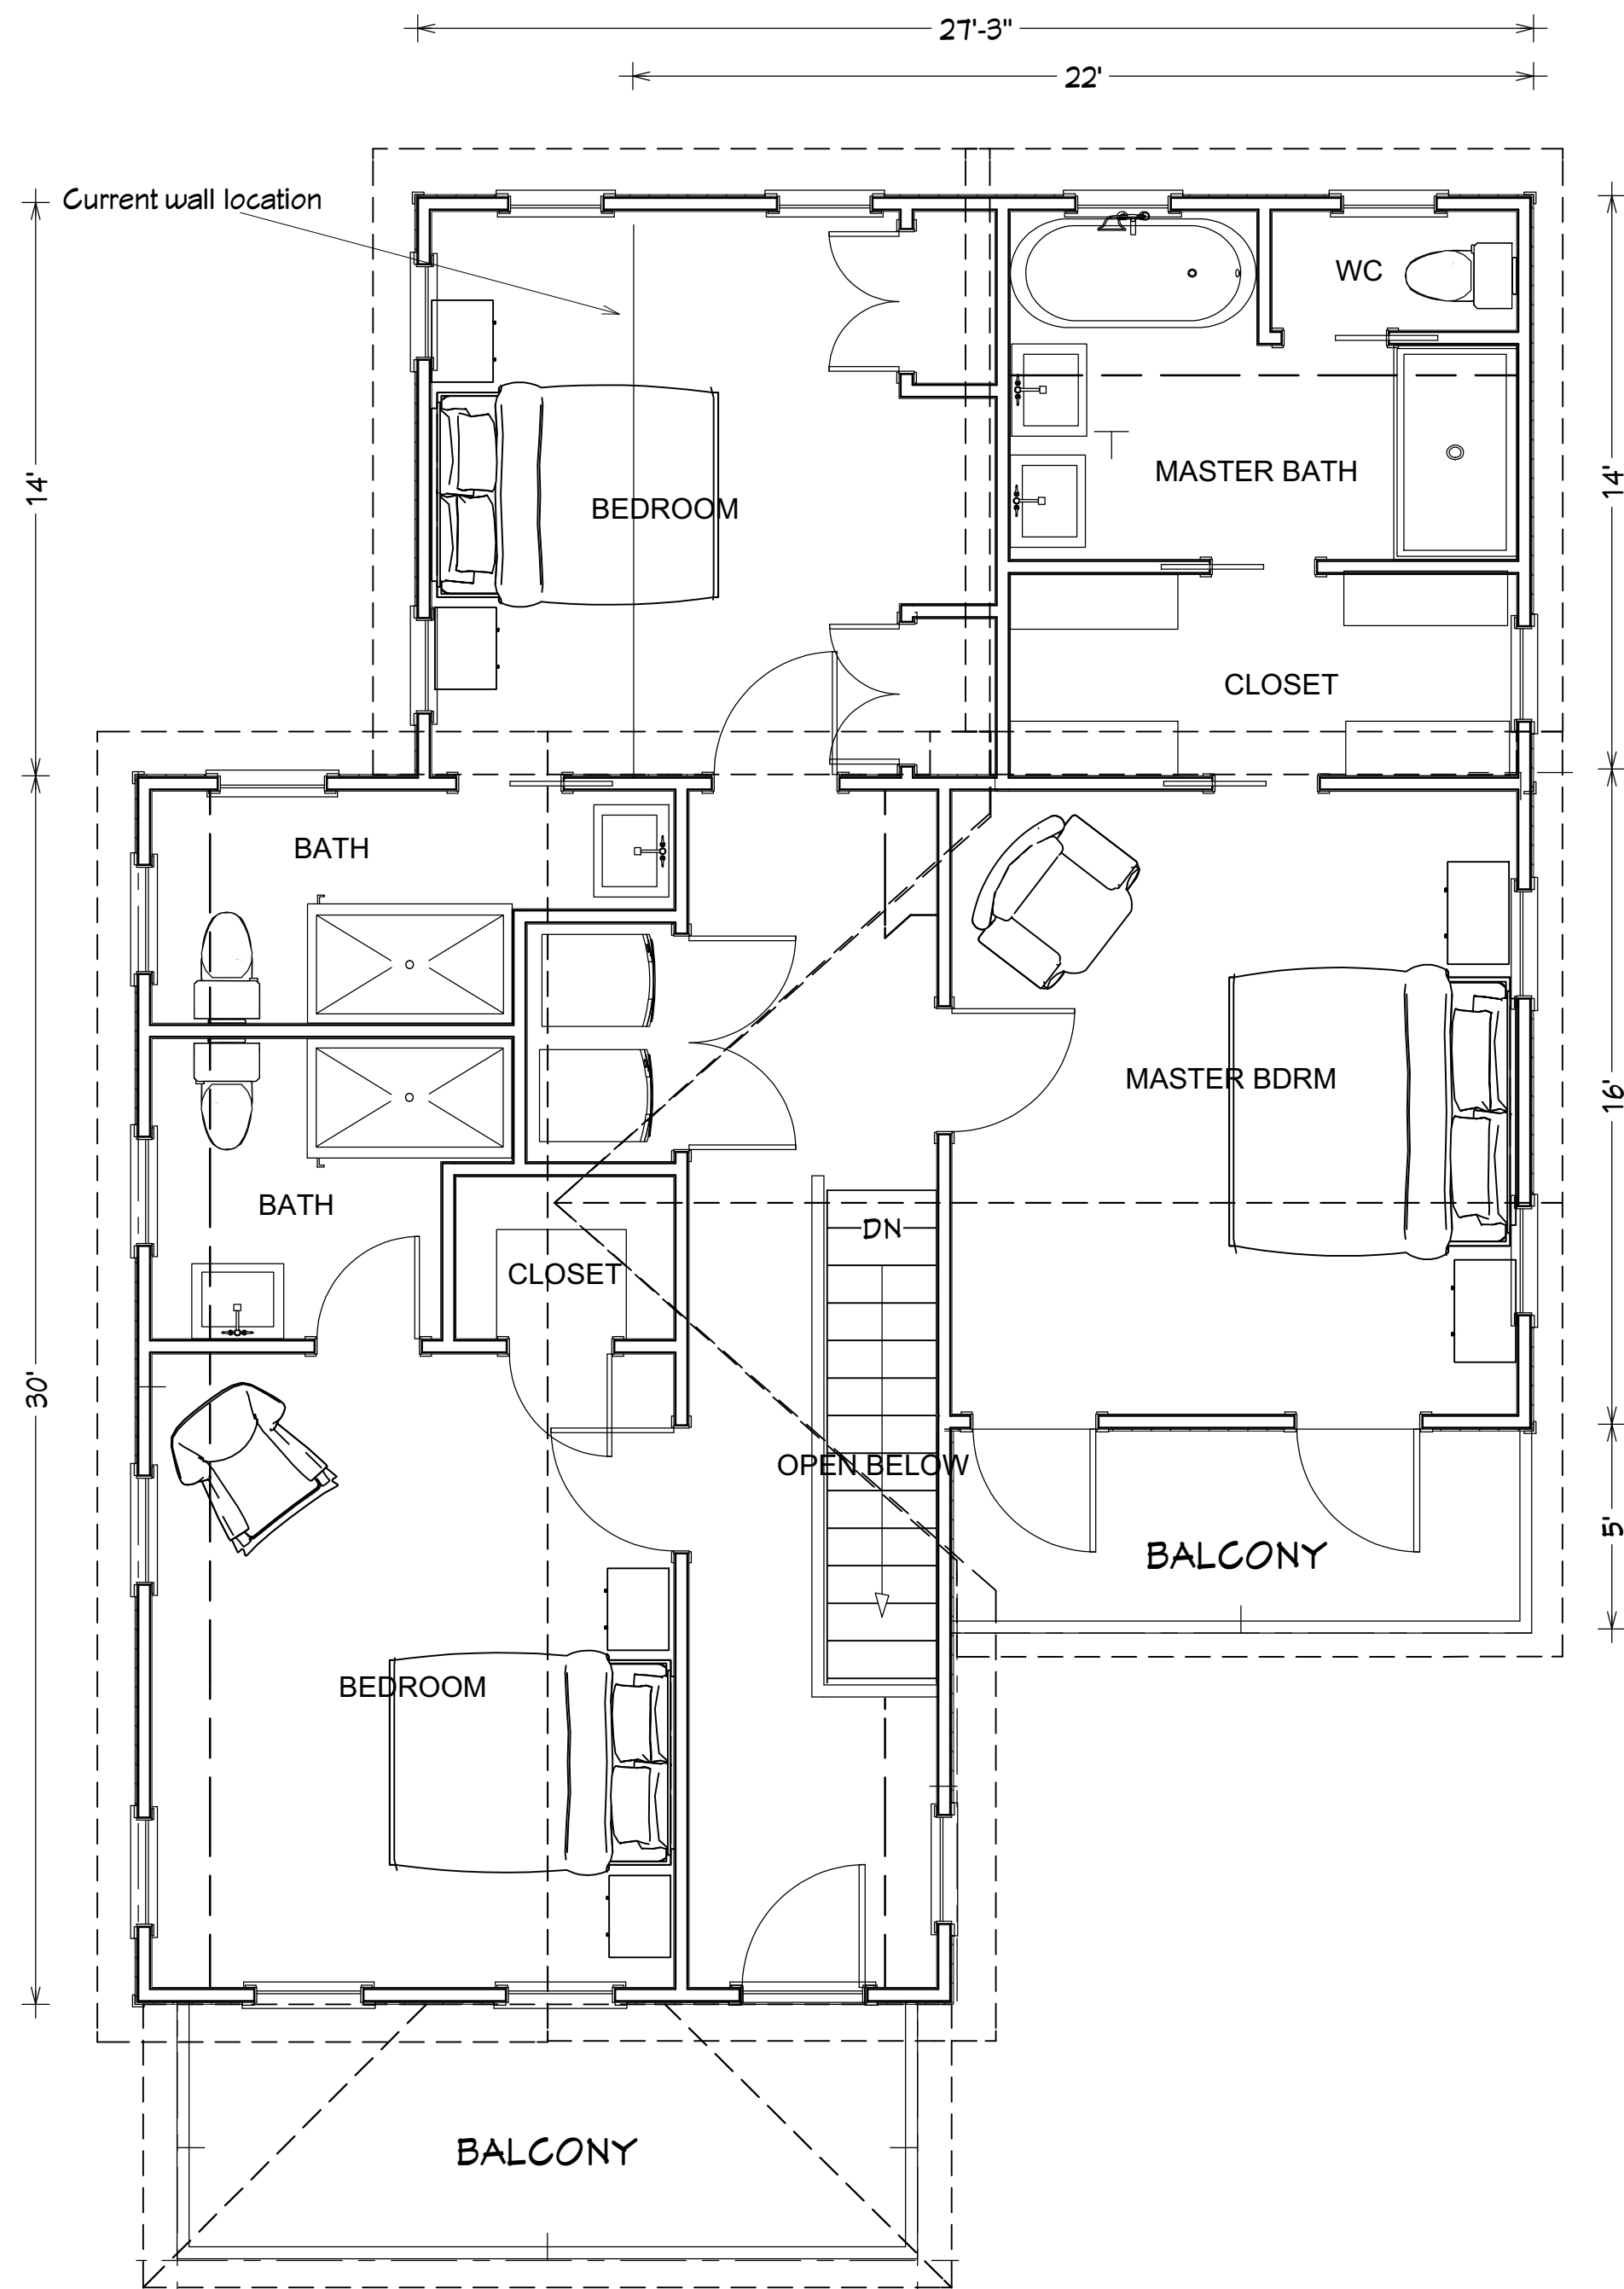 27'-3"
22'
Current wall location
WC
14'
14'
MASTER BATH
BEDROOM
CLOSET
BATH
MASTER BDRM
16'
BATH
DN
CLOSET
30'
OPEN BELOW
5'
BALCONY
BEDROOM
BALCONY